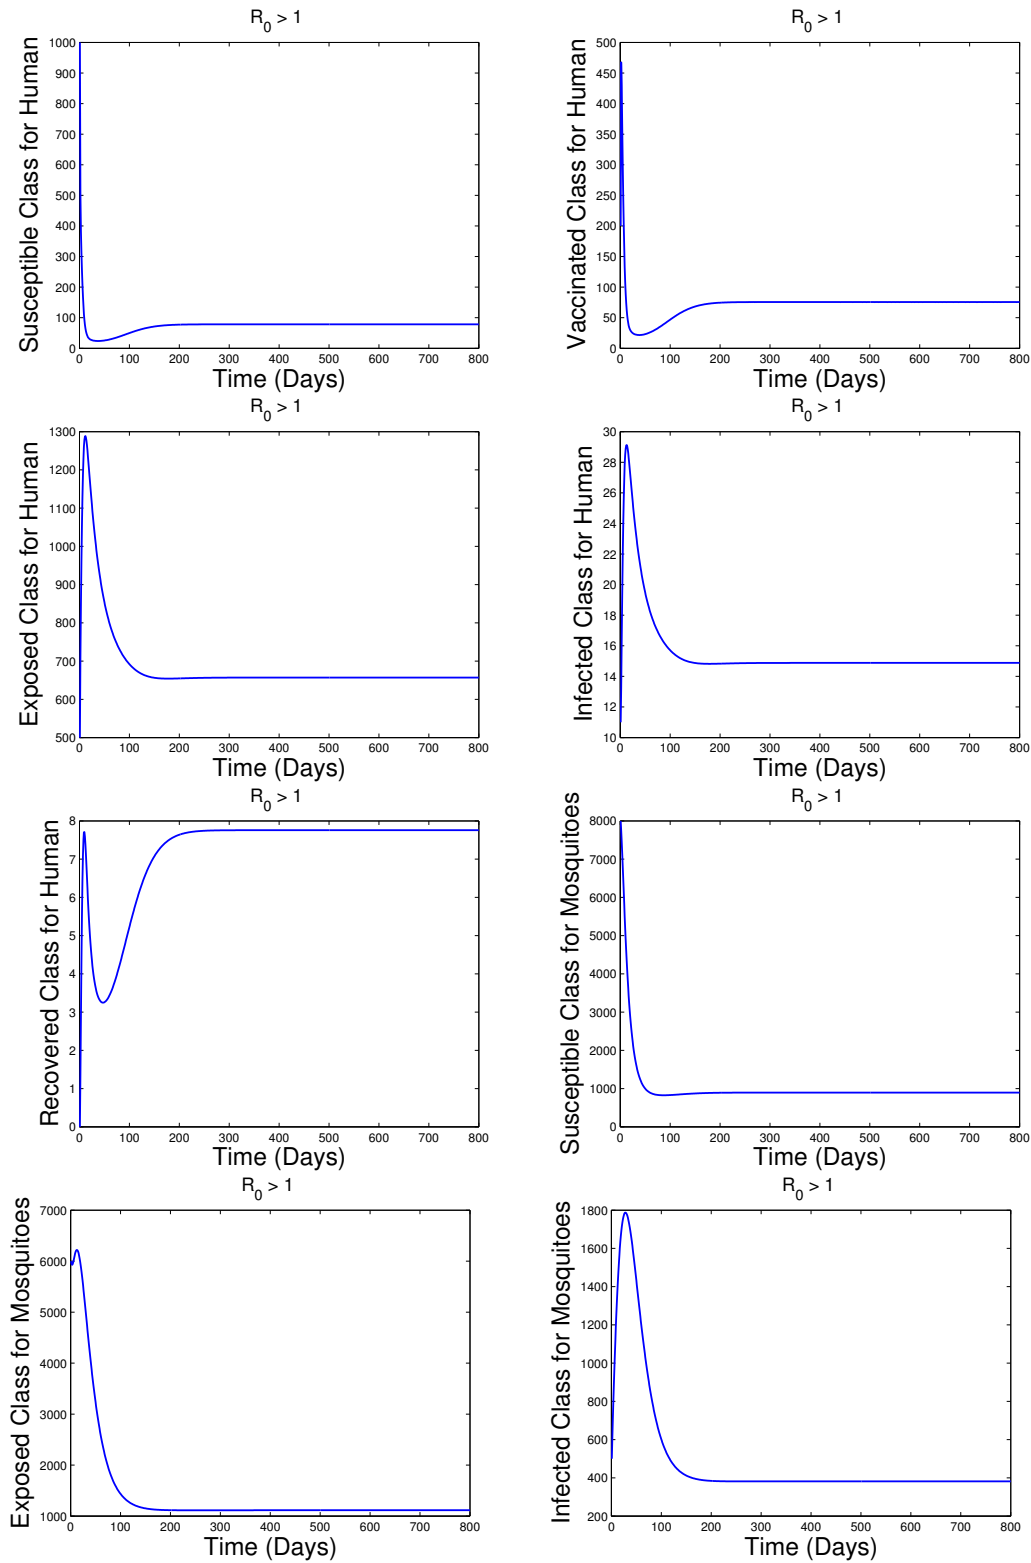 R0 > 1
Susceptible Class for Human
1000
900
800
700
600
500
400
300
200
100
0
0 100 200 300 400 500 600 700 800
Time (Days)
R0 > 1
Vaccinated Class for Human
500
450
400
350
300
250
200
150
100
50
0
0 100 200 300 400 500 600 700 800
Time (Days)
R0 > 1
Exposed Class for Human
1300
1200
1100
1000
900
800
700
600
500
0 100 200 300 400 500 600 700 800
Time (Days)
R0 > 1
Infected Class for Human
30
28
26
24
22
20
18
16
14
12
10
0 100 200 300 400 500 600 700 800
Time (Days)
R0 > 1
Recovered Class for Human
8
7
6
5
4
3
2
1
0
0 100 200 300 400 500 600 700 800
Time (Days)
R0 > 1
Susceptible Class for Mosquitoes
8000
7000
6000
5000
4000
3000
2000
1000
0
0 100 200 300 400 500 600 700 800
Time (Days)
R0 > 1
Exposed Class for Mosquitoes
7000
6000
5000
4000
3000
2000
1000
0 100 200 300 400 500 600 700 800
Time (Days)
R0 > 1
Infected Class for Mosquitoes
1800
1600
1400
1200
1000
800
600
400
200
0 100 200 300 400 500 600 700 800
Time (Days)